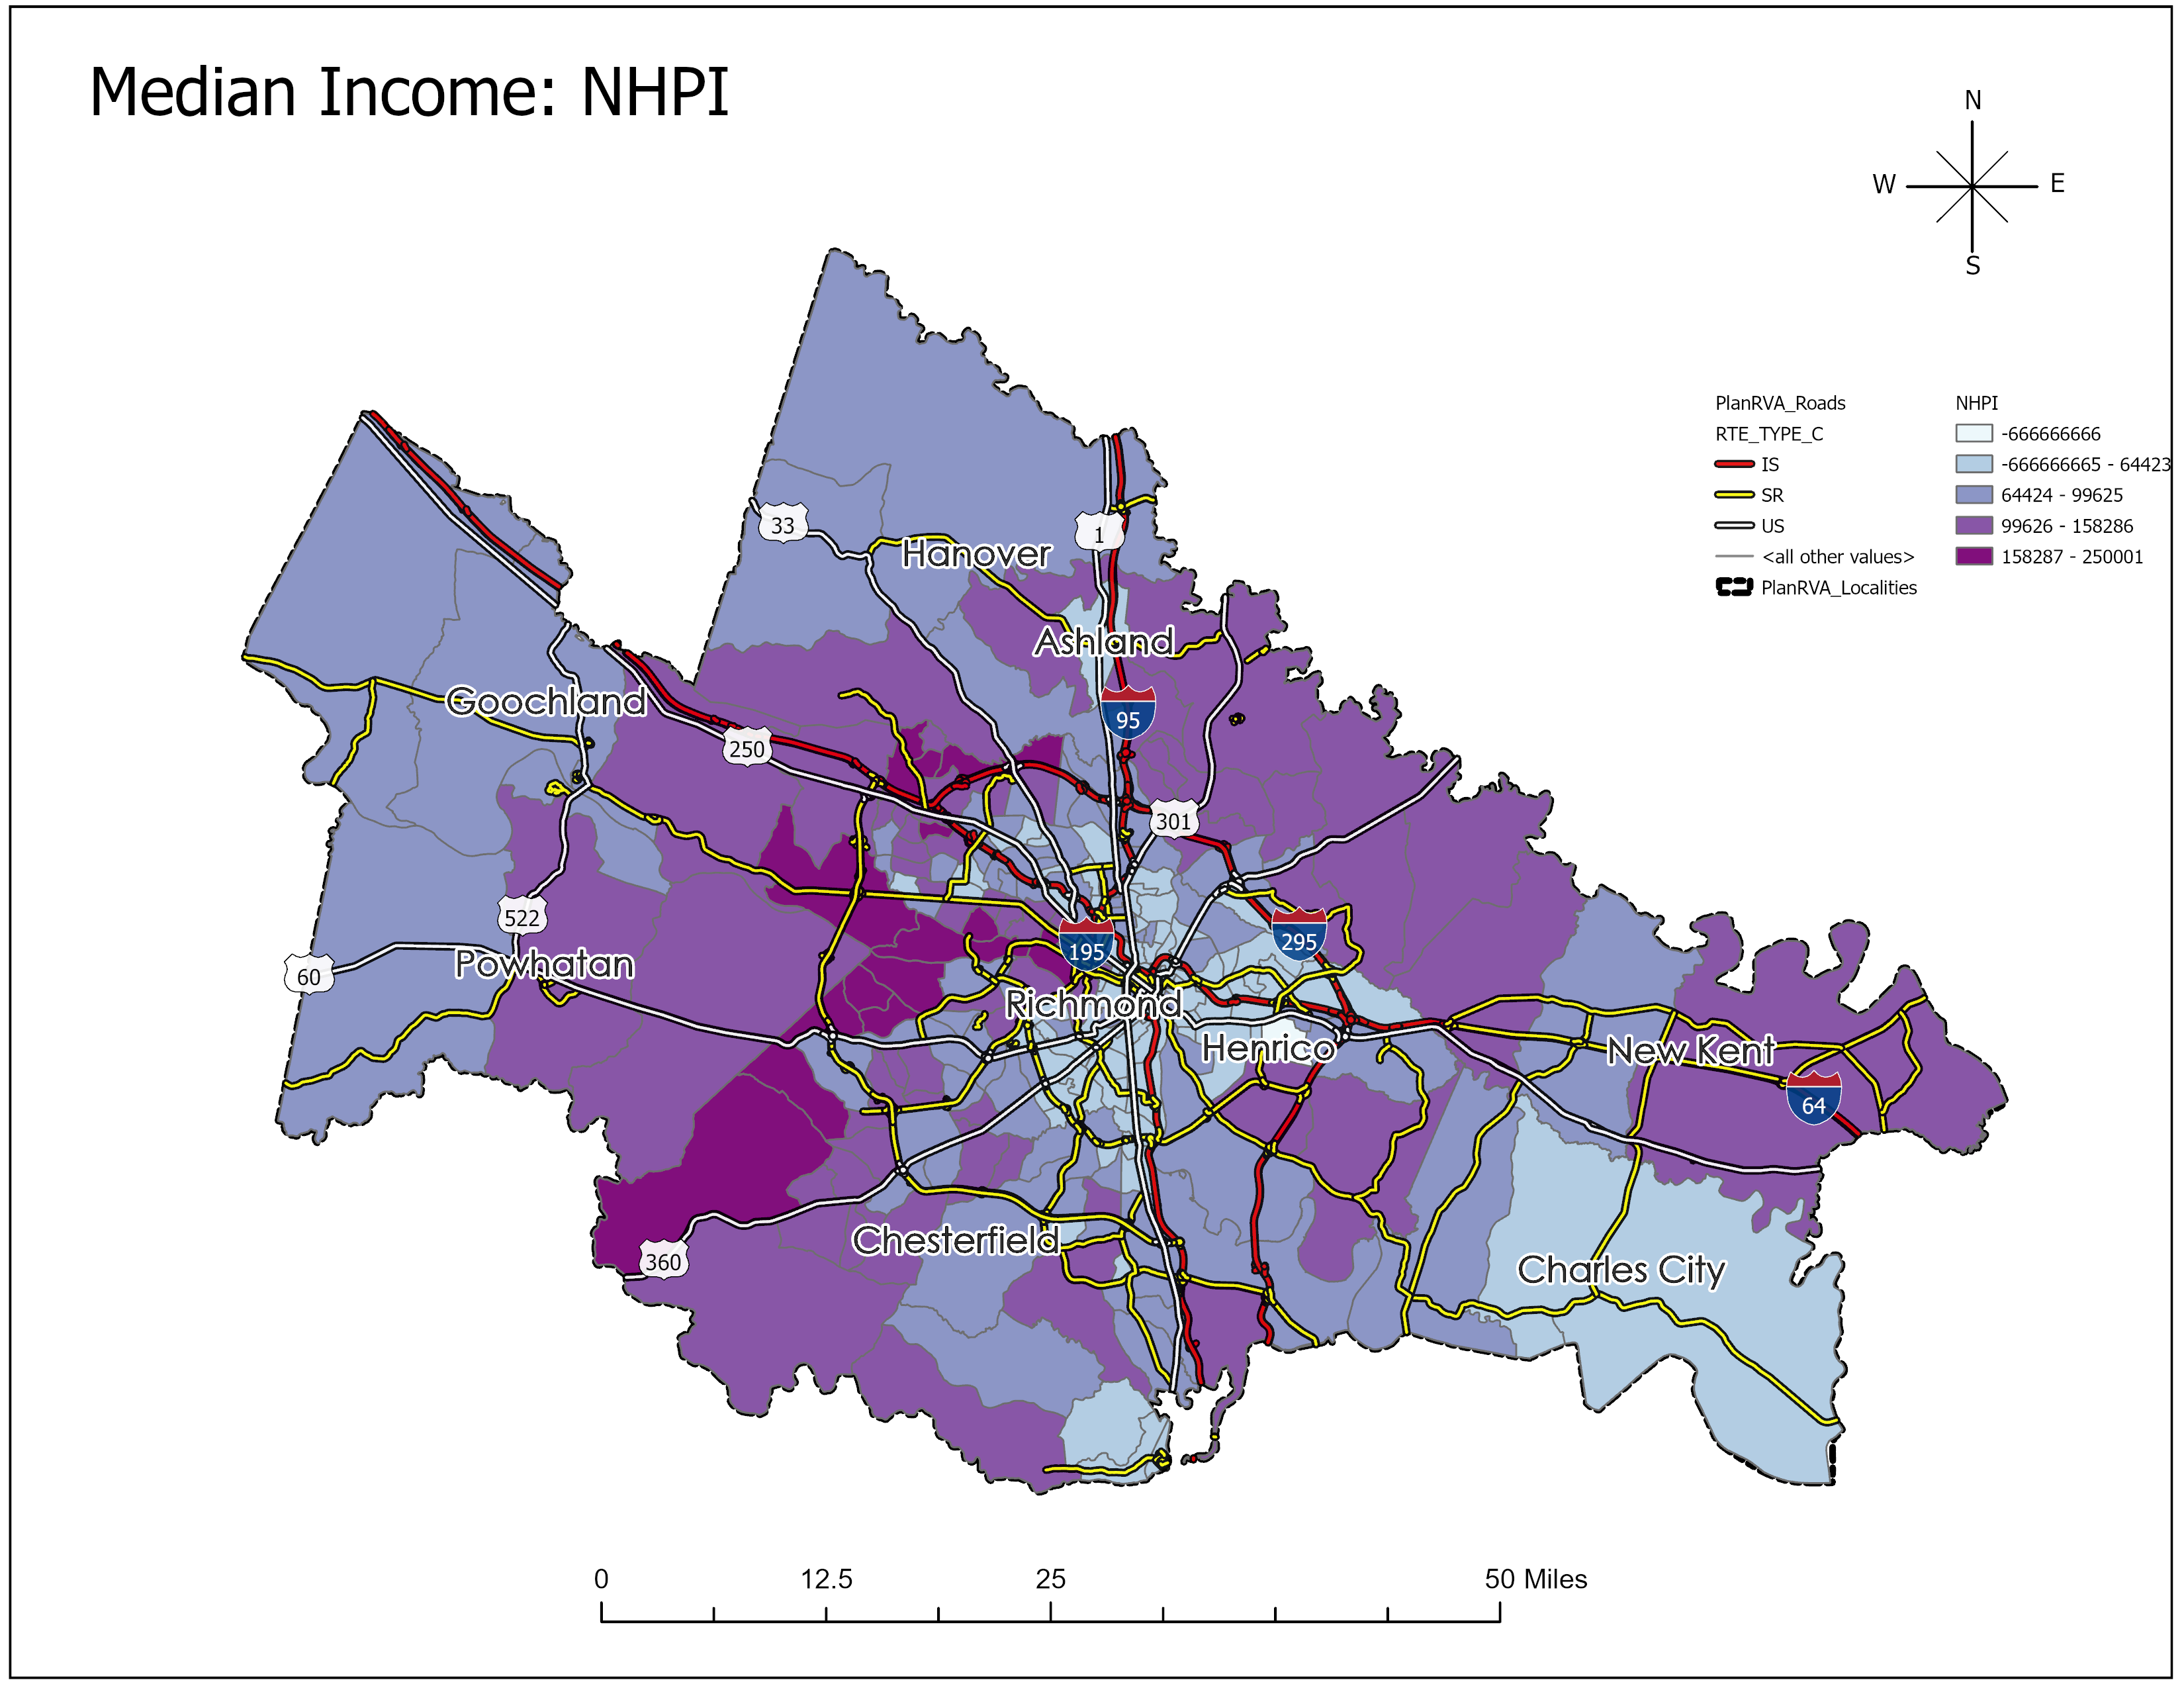 Median Income: NHPI
N
W
E
S
PlanRVA_Roads
RTE_TYPE_C
IS
SR
US
<all other values>
PlanRVA_Localities
NHPI
-666666666
-666666665 - 64423
64424 - 99625
99626 - 158286
158287 - 250001
33
1
Hanover
Ashland
Goochland
95
250
301
522
195
295
60
Powhatan
Richmond
Henrico
New Kent
64
Chesterfield
360
Charles City
0 12.5 25 50 Miles